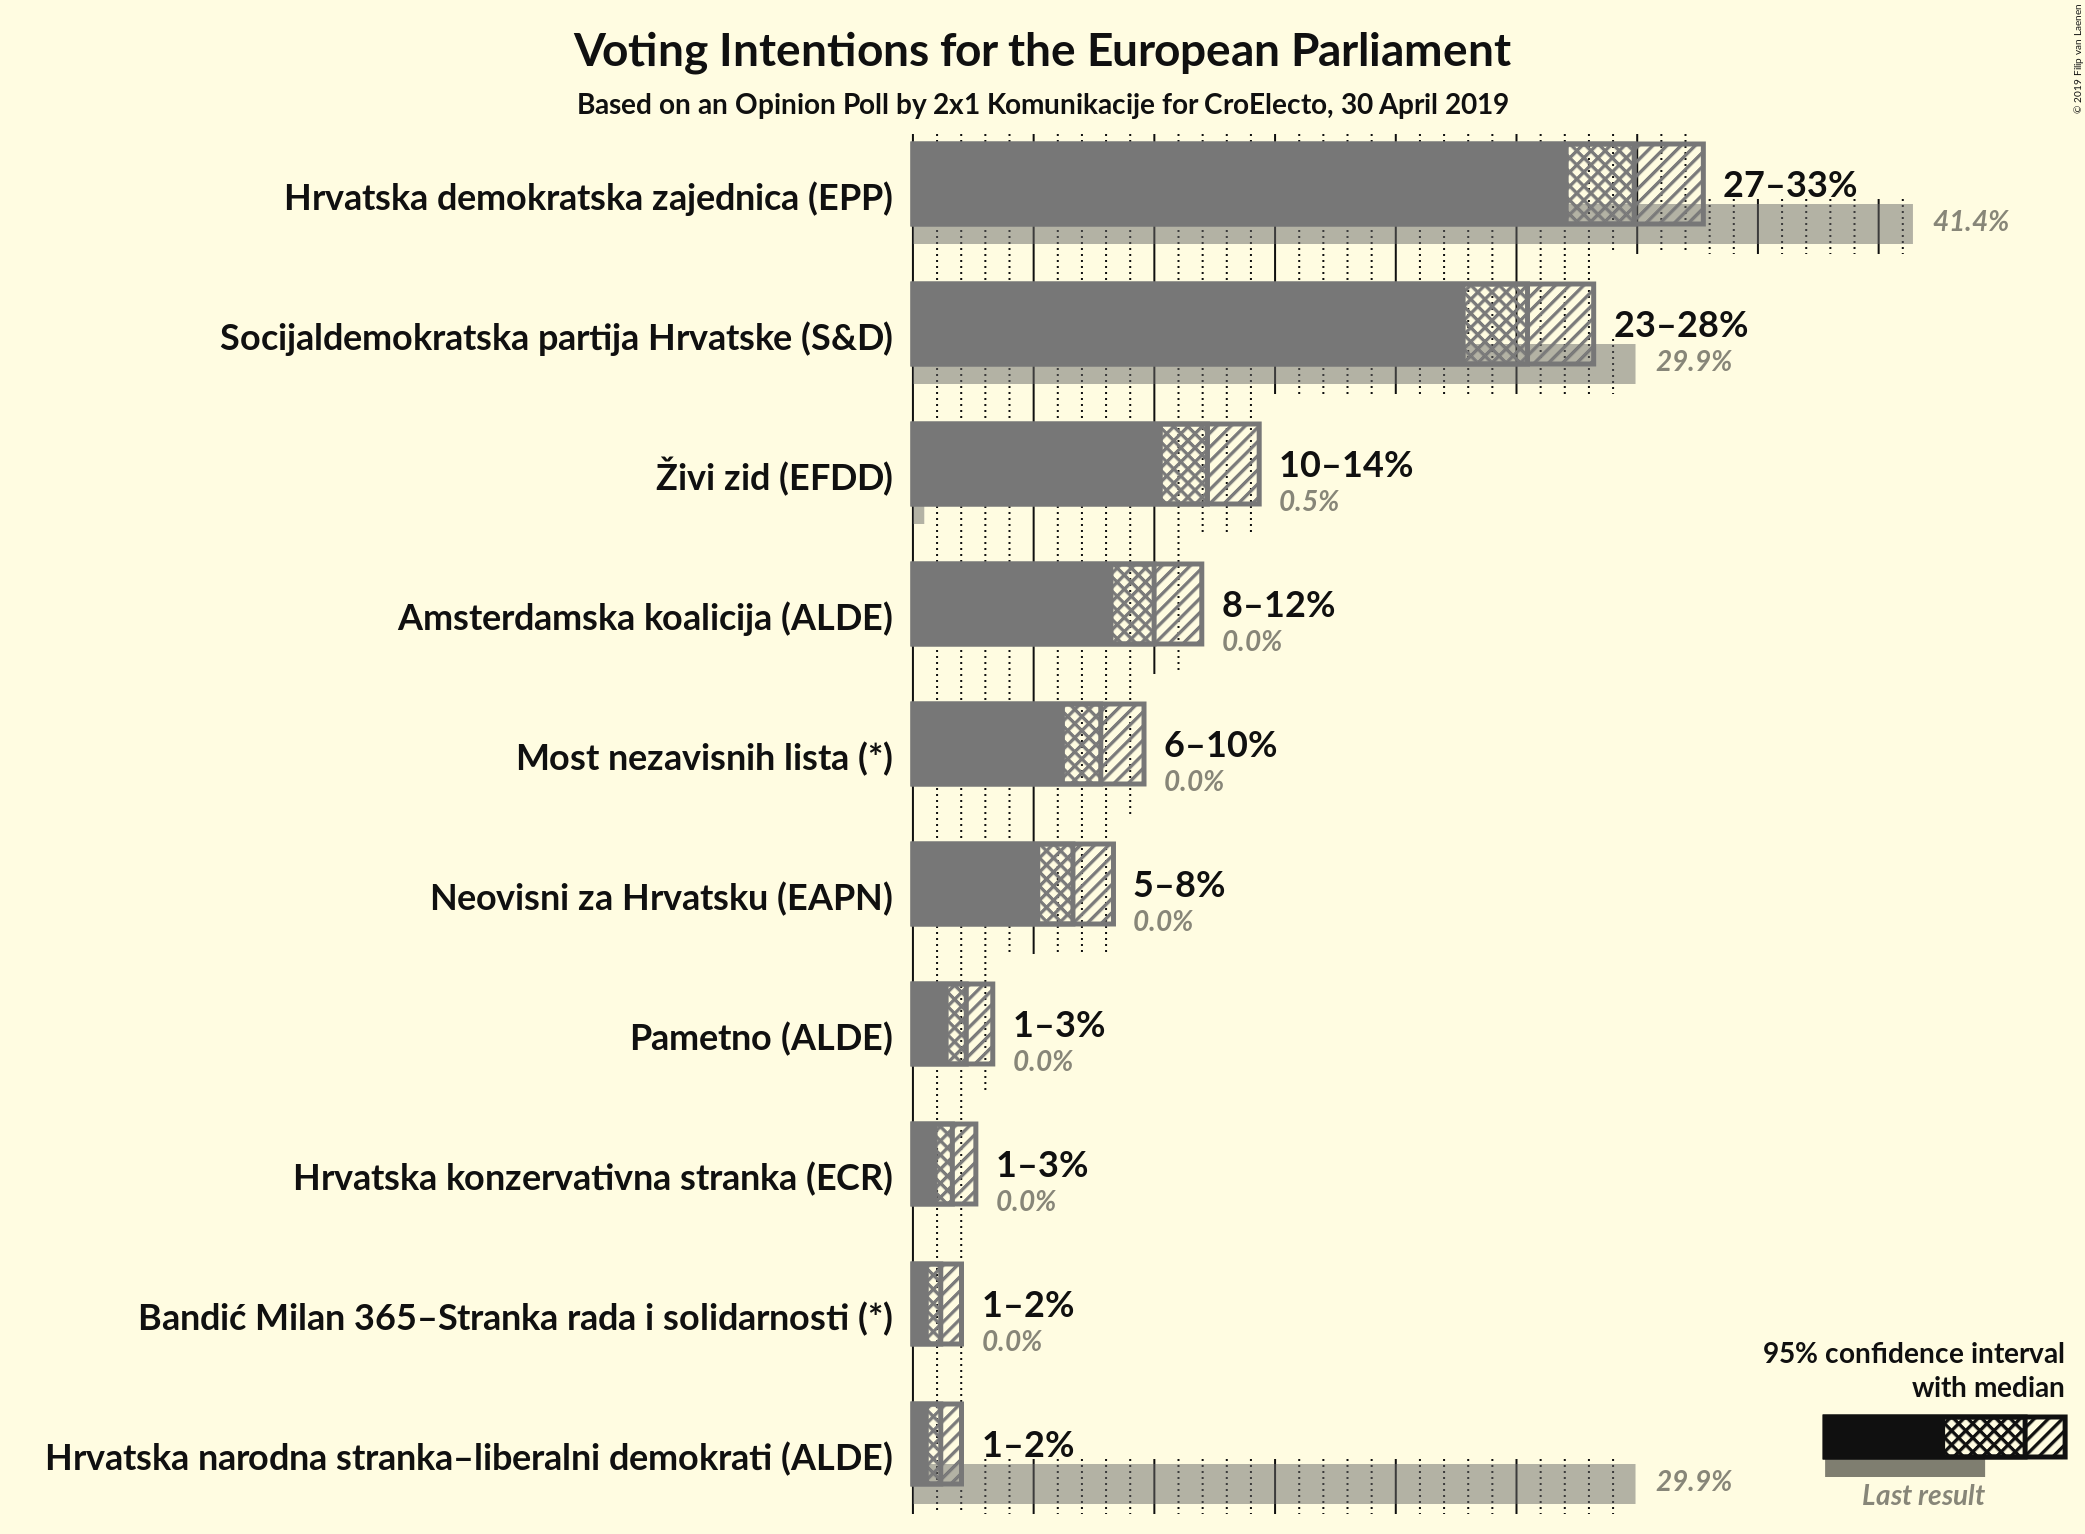 Voting Intentions for the European Parliament
Based on an Opinion Poll by 2x1 Komunikacije for CroElecto, 30 April 2019
© 2019 Filip van Laenen
Hrvatska demokratska zajednica (EPP)
27–33%
41.4%
Socijaldemokratska partija Hrvatske (S&D)
23–28%
29.9%
Živi zid (EFDD)
10–14%
0.5%
Amsterdamska koalicija (ALDE)
8–12%
0.0%
Most nezavisnih lista (*)
6–10%
0.0%
Neovisni za Hrvatsku (EAPN)
5–8%
0.0%
Pametno (ALDE)
1–3%
0.0%
Hrvatska konzervativna stranka (ECR)
1–3%
0.0%
Bandić Milan 365–Stranka rada i solidarnosti (*)
1–2%
0.0%
Hrvatska narodna stranka–liberalni demokrati (ALDE)
1–2%
29.9%
95% confidence interval
with median
Last result